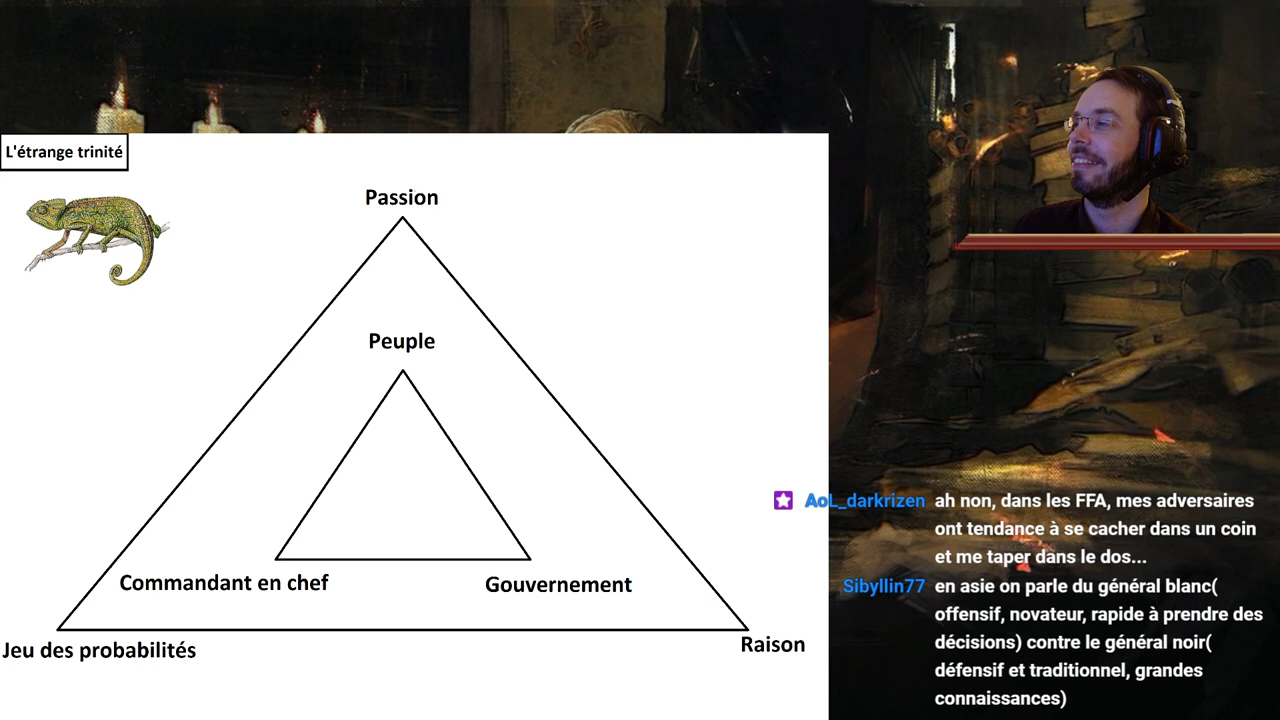 L'étrange trinité
Passion
Peuple
Commandant en chef
Gouvernement
Jeu des probabilités
Raison
AoL_darkrizen ah non, dans les FFA, mes adversaires
ont tendance à se cacher dans un coin
et me taper dans le dos...
Sibyllin77 en asie on parle du général blanc(
offensif, novateur, rapide à prendre des
décisions) contre le général noir(
défensif et traditionnel, grandes
connaissances)